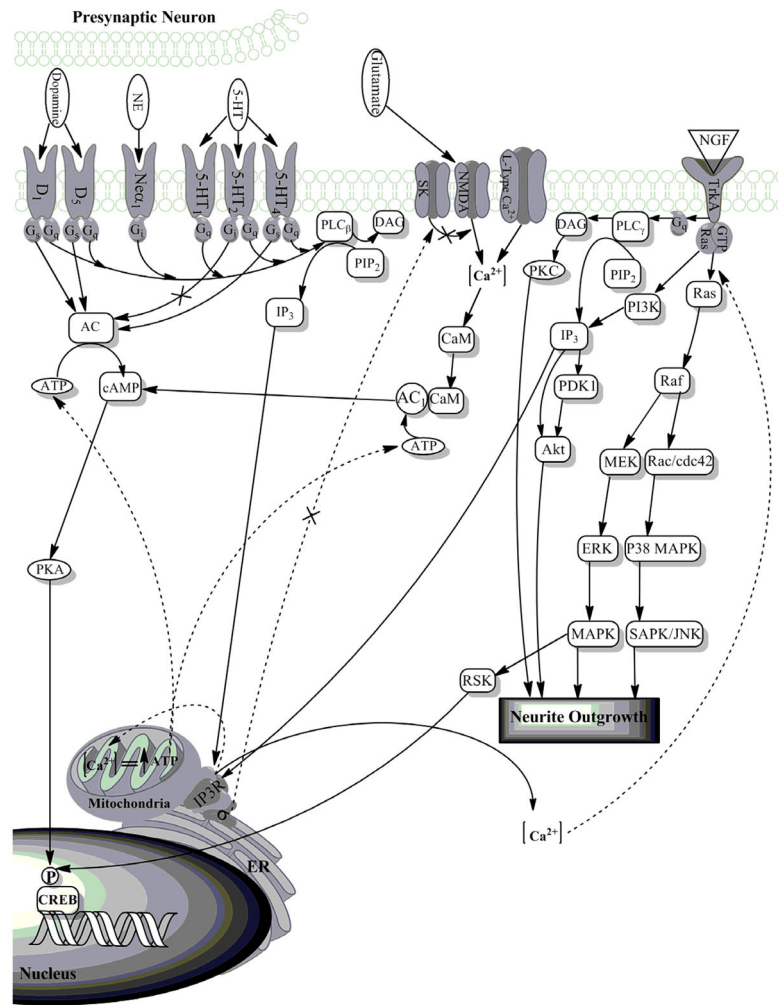 Presynaptic Neuron
Dopamine
NE
5-HT
Glutamate
NGF
D1
D5
Neα1
5-HT1
5-HT2
5-HT4
SK
NMDA
L-Type Ca2+
TrkA
Gs
Gq
Gs
Gq
Gi
Gi
Gq
Gs
Gq
PLCβ
DAG
PIP2
DAG
PLCγ
Gq
GTP
Ras
PKC
PIP2
[Ca2+]
PI3K
Ras
IP3
AC
CaM
IP3
ATP
cAMP
AC1
CaM
PDK1
Raf
ATP
Akt
MEK
Rac/cdc42
PKA
ERK
P38 MAPK
MAPK
SAPK/JNK
RSK
Neurite Outgrowth
[Ca2+] = ATP
Mitochondria
IP3R
σ
[Ca2+]
ER
P
CREB
Nucleus